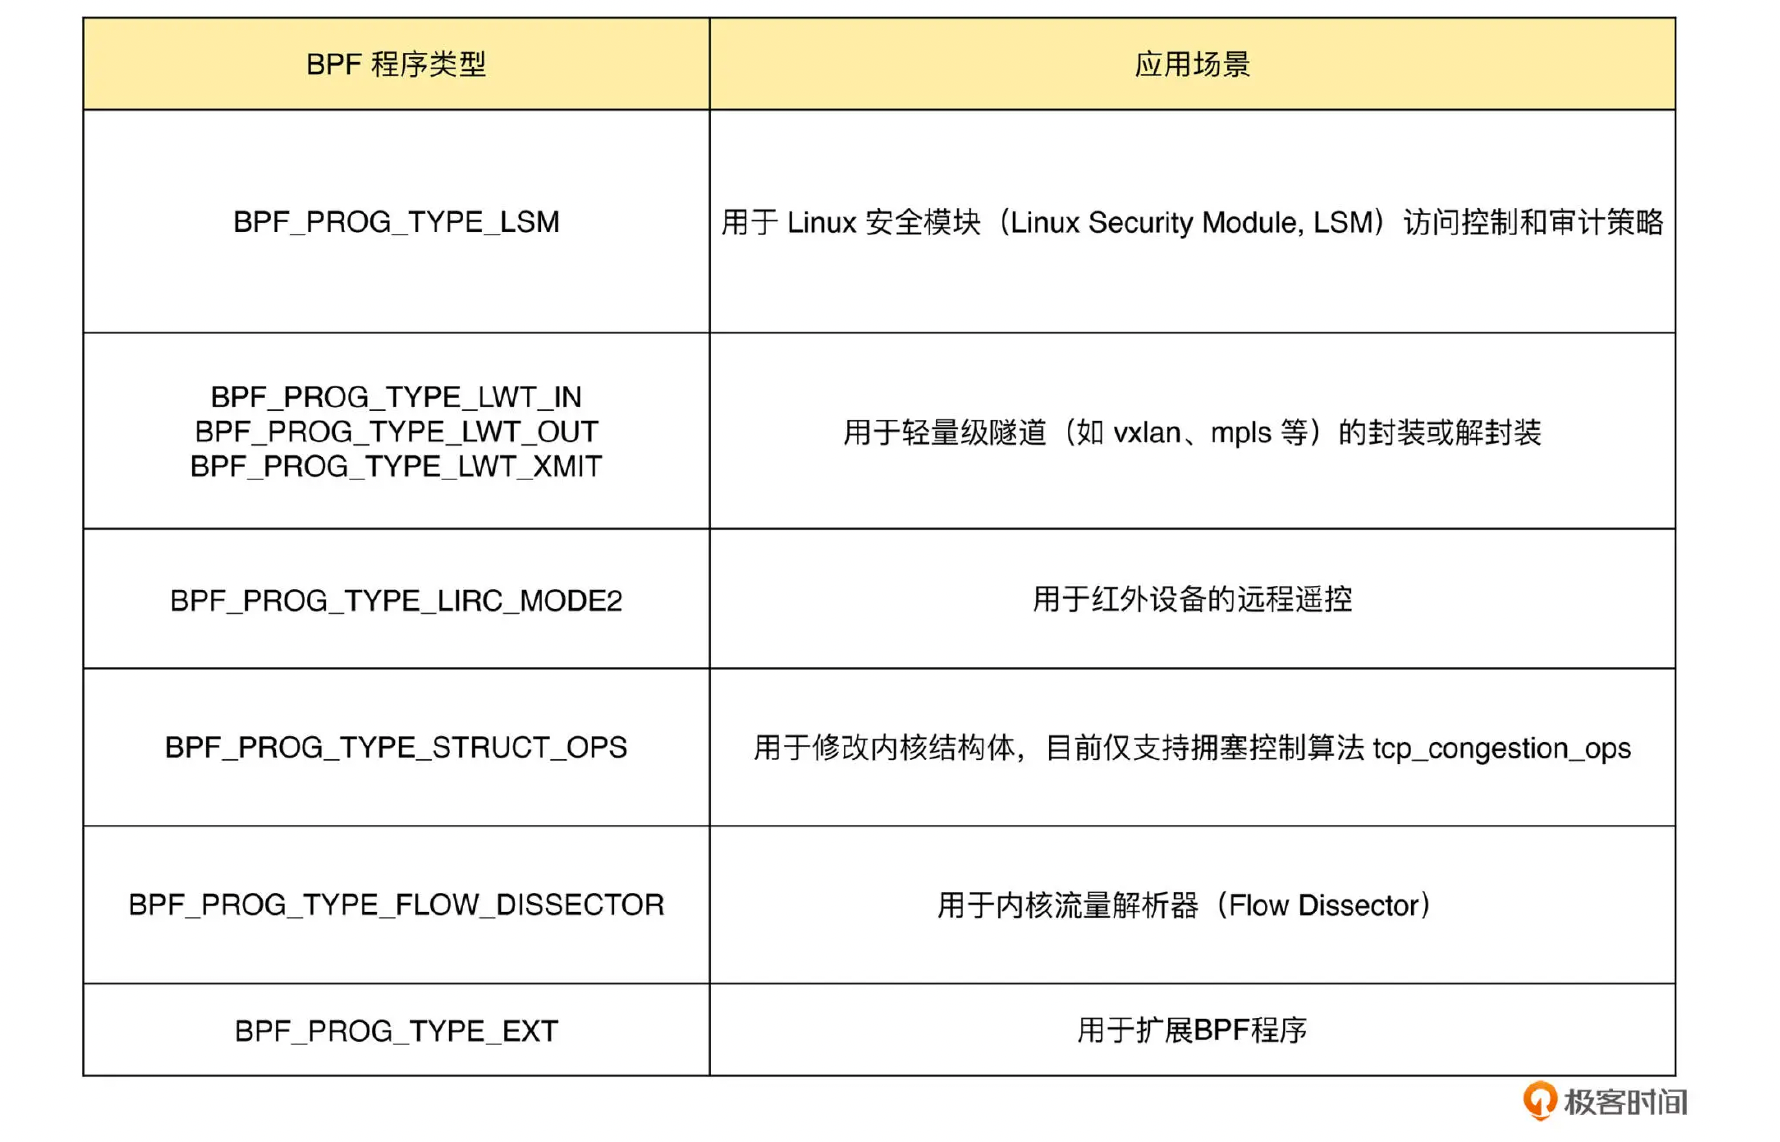 BPF 程序类型
应用场景
BPF_PROG_TYPE_LSM
用于 Linux 安全模块（Linux Security Module, LSM）访问控制和审计策略
BPF_PROG_TYPE_LWT_IN
BPF_PROG_TYPE_LWT_OUT
BPF_PROG_TYPE_LWT_XMIT
用于轻量级隧道（如 vxlan、mpls 等）的封装或解封装
BPF_PROG_TYPE_LIRC_MODE2
用于红外设备的远程遥控
BPF_PROG_TYPE_STRUCT_OPS
用于修改内核结构体，目前仅支持拥塞控制算法 tcp_congestion_ops
BPF_PROG_TYPE_FLOW_DISSECTOR
用于内核流量解析器（Flow Dissector）
BPF_PROG_TYPE_EXT
用于扩展BPF程序
极客时间